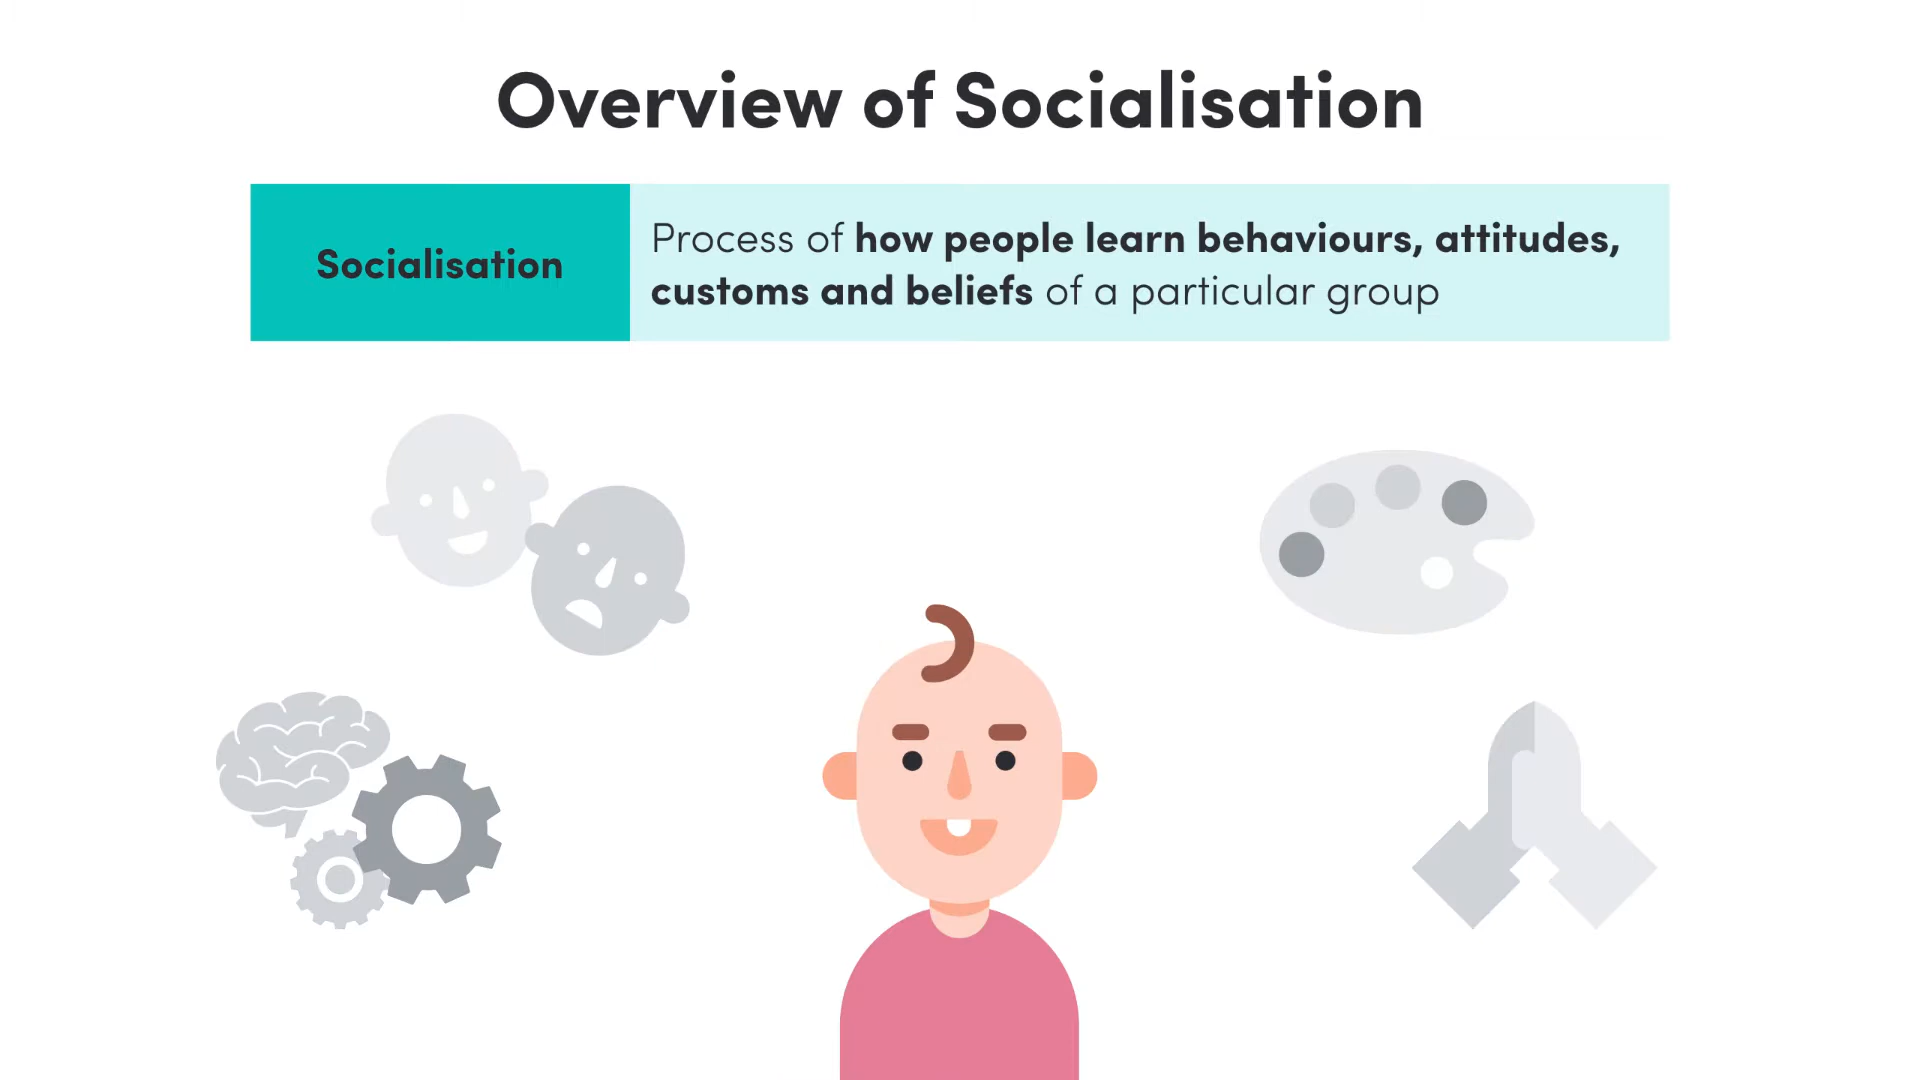 Overview of Socialisation
Socialisation
Process of how people learn behaviours, attitudes,
customs and beliefs of a particular group